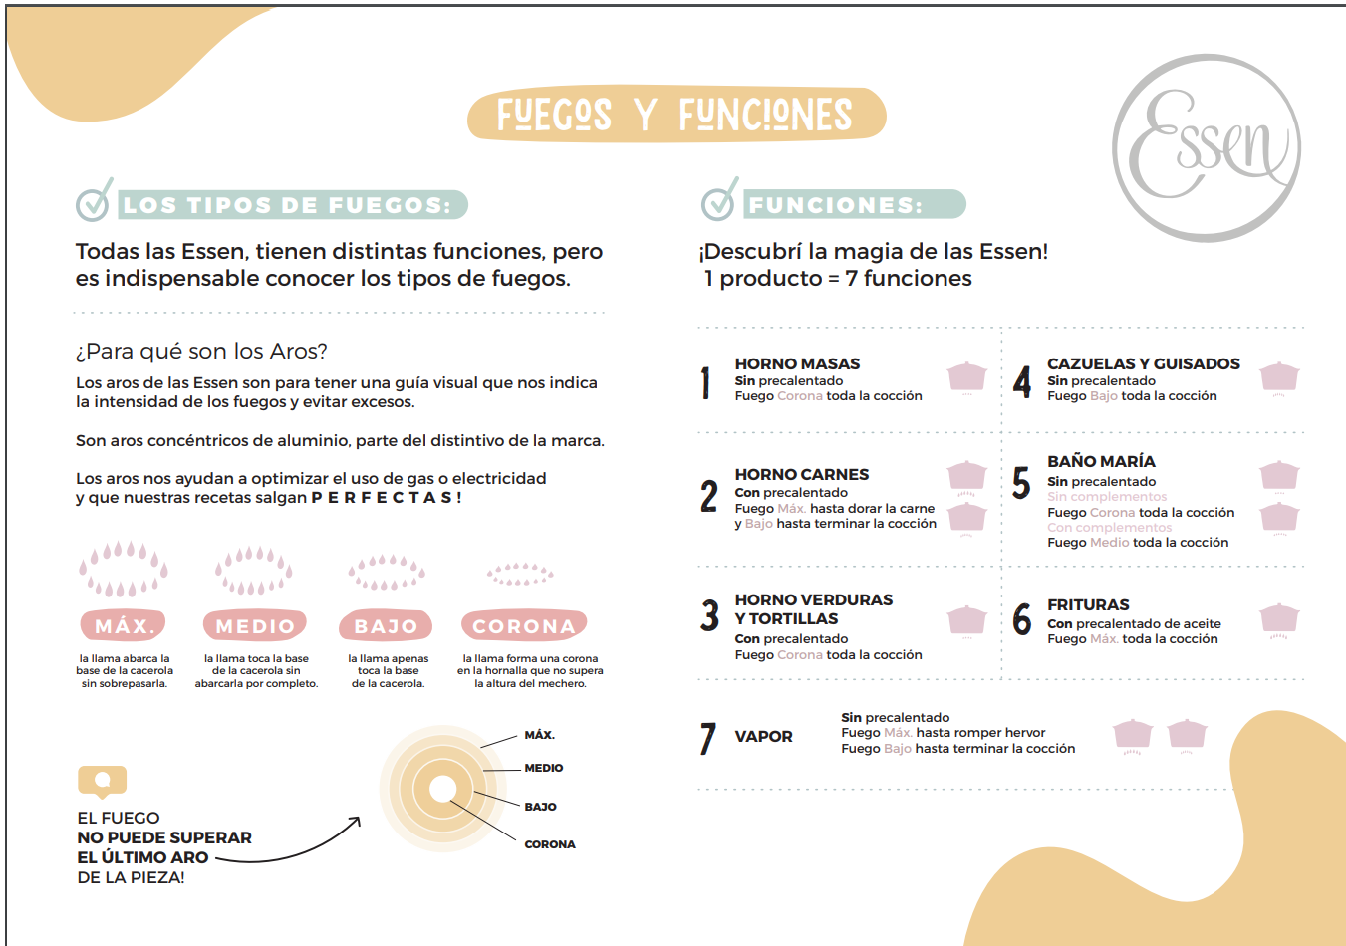 FUEGOS Y FUNCIONES
Essen
LOS TIPOS DE FUEGOS:
Todas las Essen, tienen distintas funciones, pero
es indispensable conocer los tipos de fuegos.
¿Para qué son los Aros?
Los aros de las Essen son para tener una guía visual que nos indica
la intensidad de los fuegos y evitar excesos.
Son aros concéntricos de aluminio, parte del distintivo de la marca.
Los aros nos ayudan a optimizar el uso de gas o electricidad
y que nuestras recetas salgan P E R F E C T A S !
MÁX.
la llama abarca la
base de la cacerola
sin sobrepasarla.
MEDIO
la llama toca la base
de la cacerola sin
abarcarla por completo.
BAJO
la llama apenas
toca la base
de la cacerola.
CORONA
la llama forma una corona
en la hornalla que no supera
la altura del mechero.
EL FUEGO
NO PUEDE SUPERAR
EL ÚLTIMO ARO
DE LA PIEZA!
MÁX.
MEDIO
BAJO
CORONA
FUNCIONES:
¡Descubrí la magia de las Essen!
1 producto = 7 funciones
1
HORNO MASAS
Sin precalentado
Fuego Corona toda la cocción
2
HORNO CARNES
Con precalentado
Fuego Máx. hasta dorar la carne
y Bajo hasta terminar la cocción
3
HORNO VERDURAS
Y TORTILLAS
Con precalentado
Fuego Corona toda la cocción
4
CAZUELAS Y GUISADOS
Sin precalentado
Fuego Bajo toda la cocción
5
BAÑO MARÍA
Sin precalentado
Sin complementos
Fuego Corona toda la cocción
Con complementos
Fuego Medio toda la cocción
6
FRITURAS
Con precalentado de aceite
Fuego Máx. toda la cocción
7
VAPOR
Sin precalentado
Fuego Máx. hasta romper hervor
Fuego Bajo hasta terminar la cocción